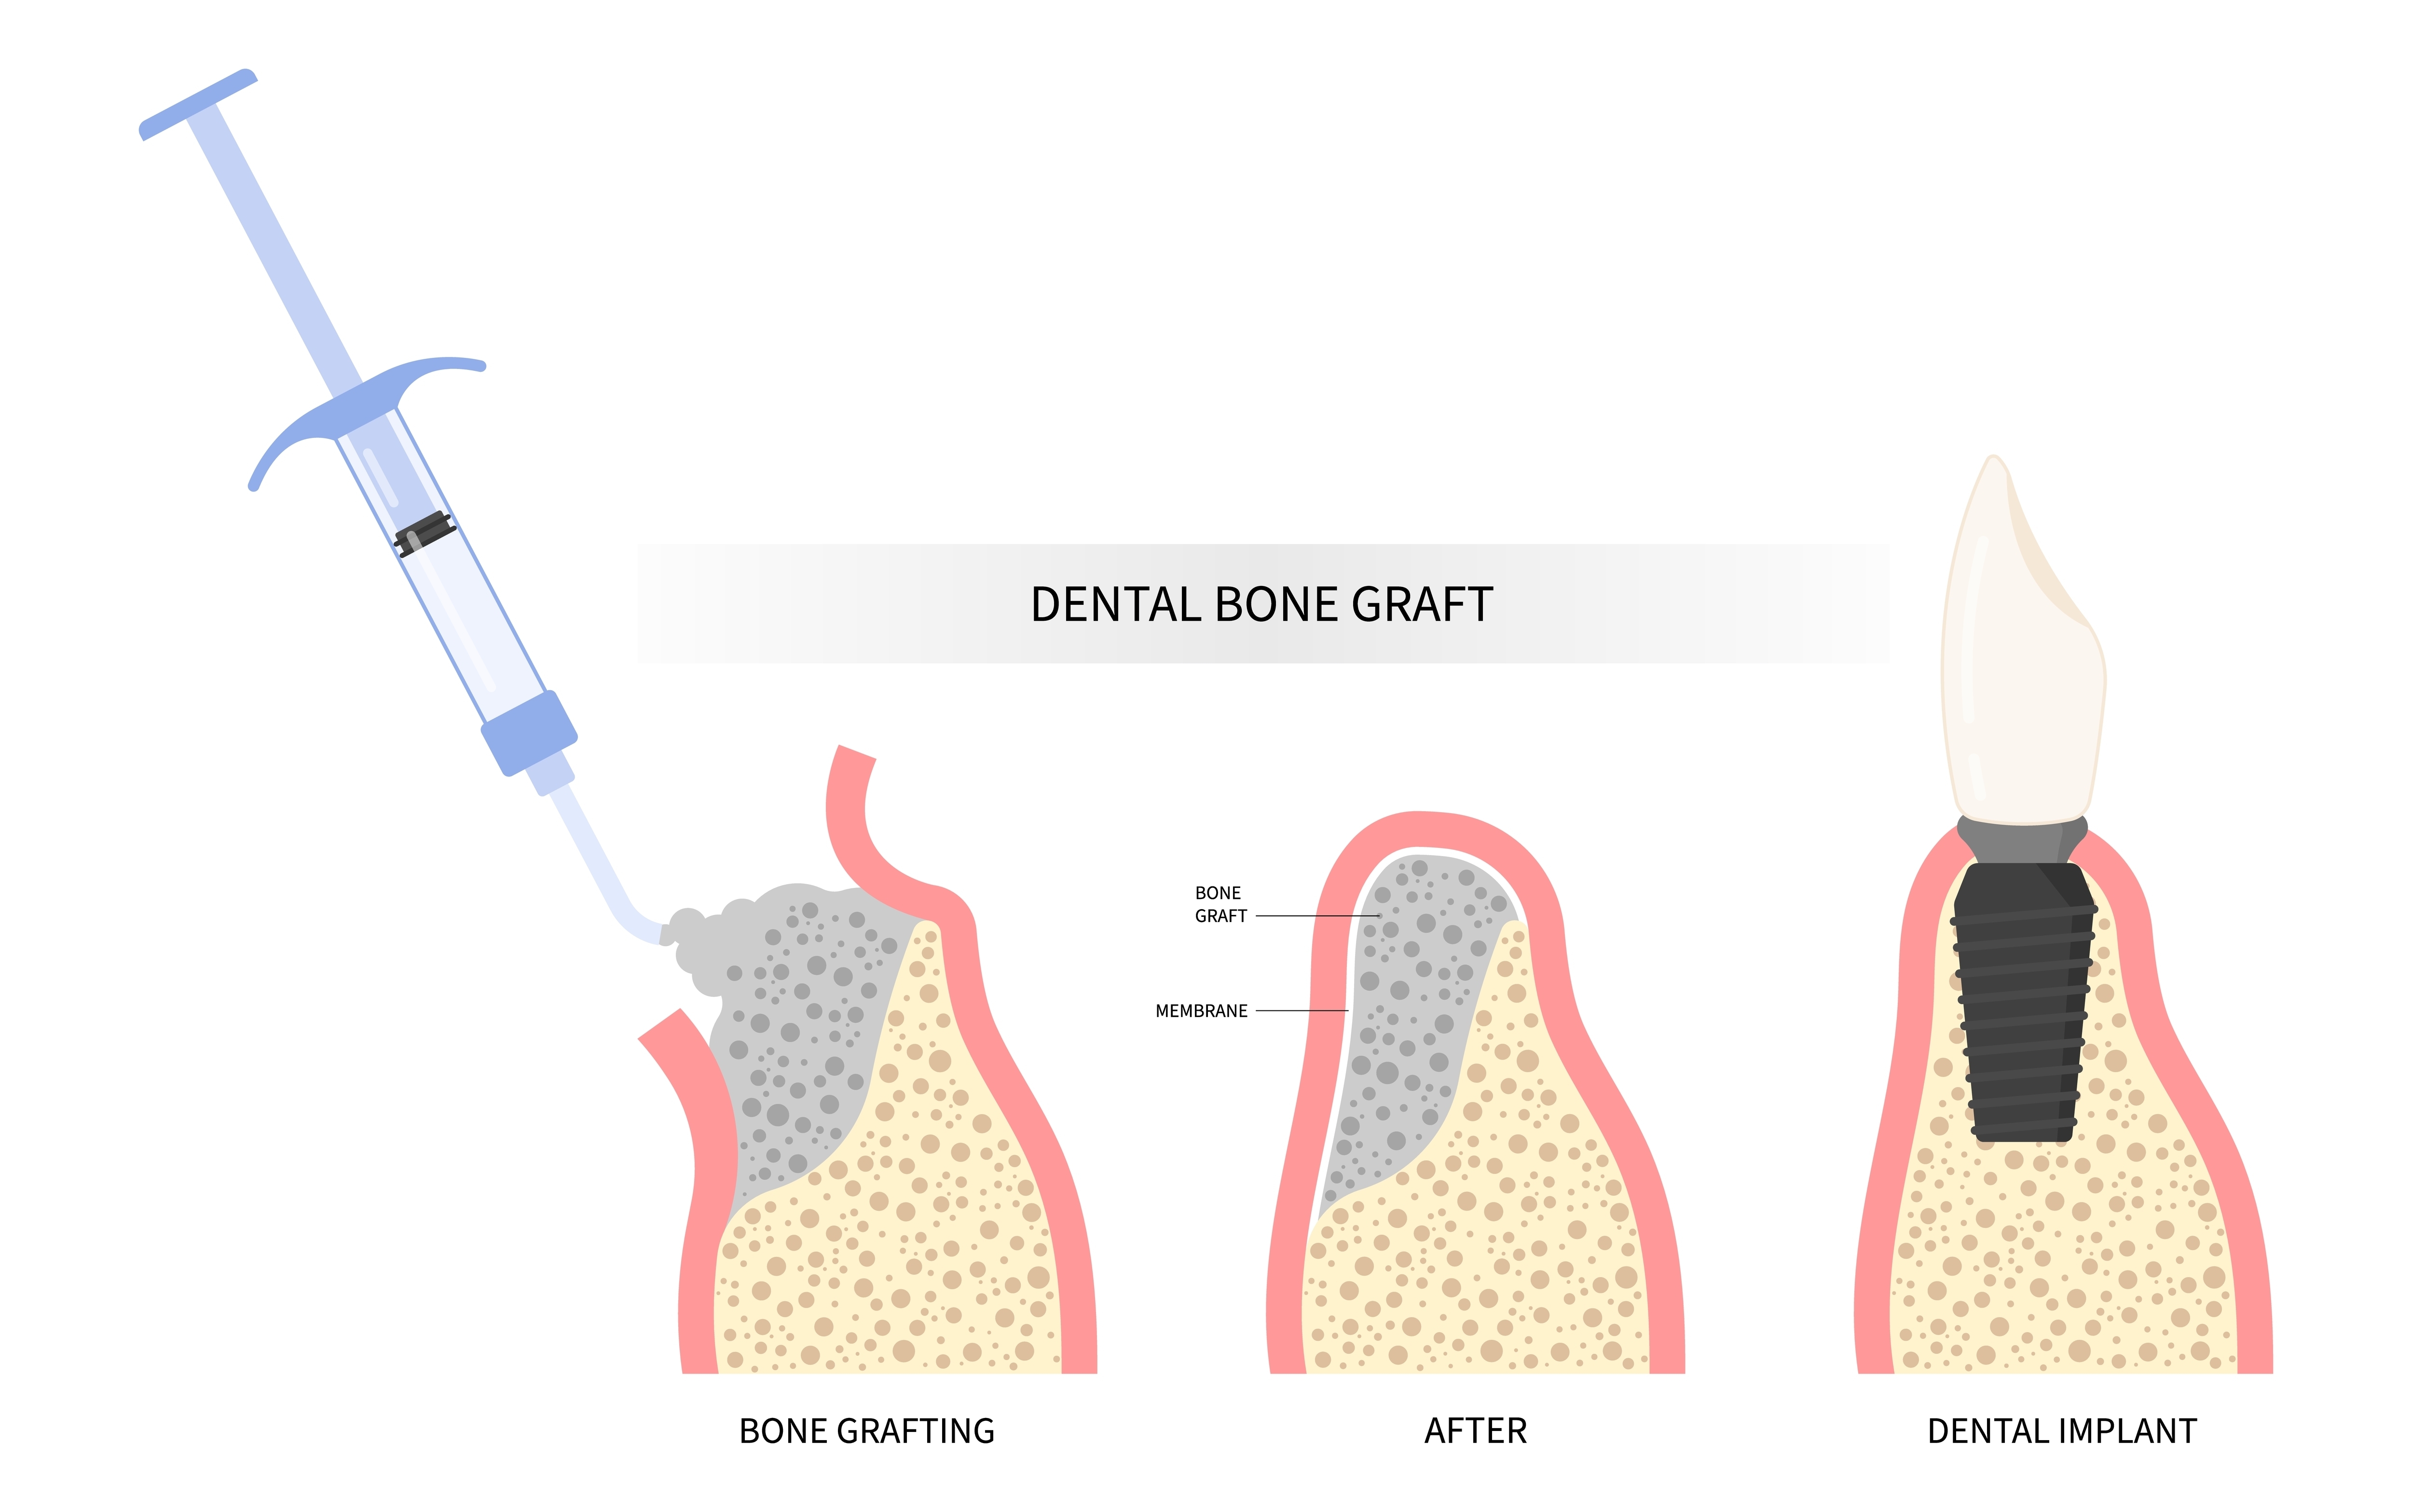 DENTAL BONE GRAFT
BONE
GRAFT
MEMBRANE
BONE GRAFTING
AFTER
DENTAL IMPLANT